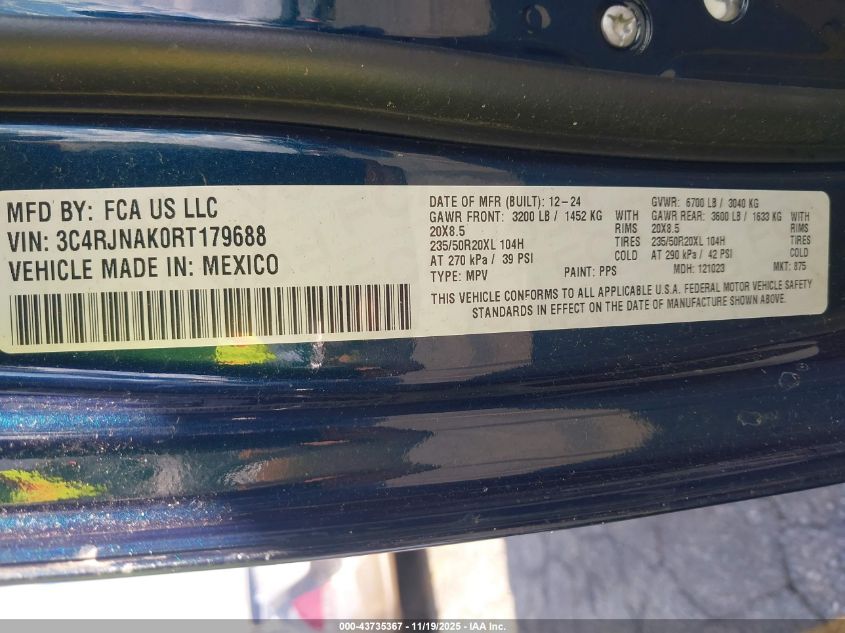 MFD BY: FCA US LLC
VIN: 3C4RJNAK0RT179688
VEHICLE MADE IN: MEXICO
DATE OF MFR (BUILT): 12-24 GVWR: 6700 LB / 3040 KG
GAWR FRONT: 3200 LB / 1452 KG WITH GAWR REAR: 3600 LB / 1633 KG WITH
20X8.5 RIMS 20X8.5 RIMS
235/50R20XL 104H TIRES 235/50R20XL 104H TIRES
AT 270 kPa / 39 PSI COLD AT 290 kPa / 42 PSI COLD
TYPE: MPV PAINT: PPS MDH: 121023 MKT: 875
THIS VEHICLE CONFORMS TO ALL APPLICABLE U.S.A. FEDERAL MOTOR VEHICLE SAFETY
STANDARDS IN EFFECT ON THE DATE OF MANUFACTURE SHOWN ABOVE.
000-43735367 - 11/19/2025 - IAA Inc.